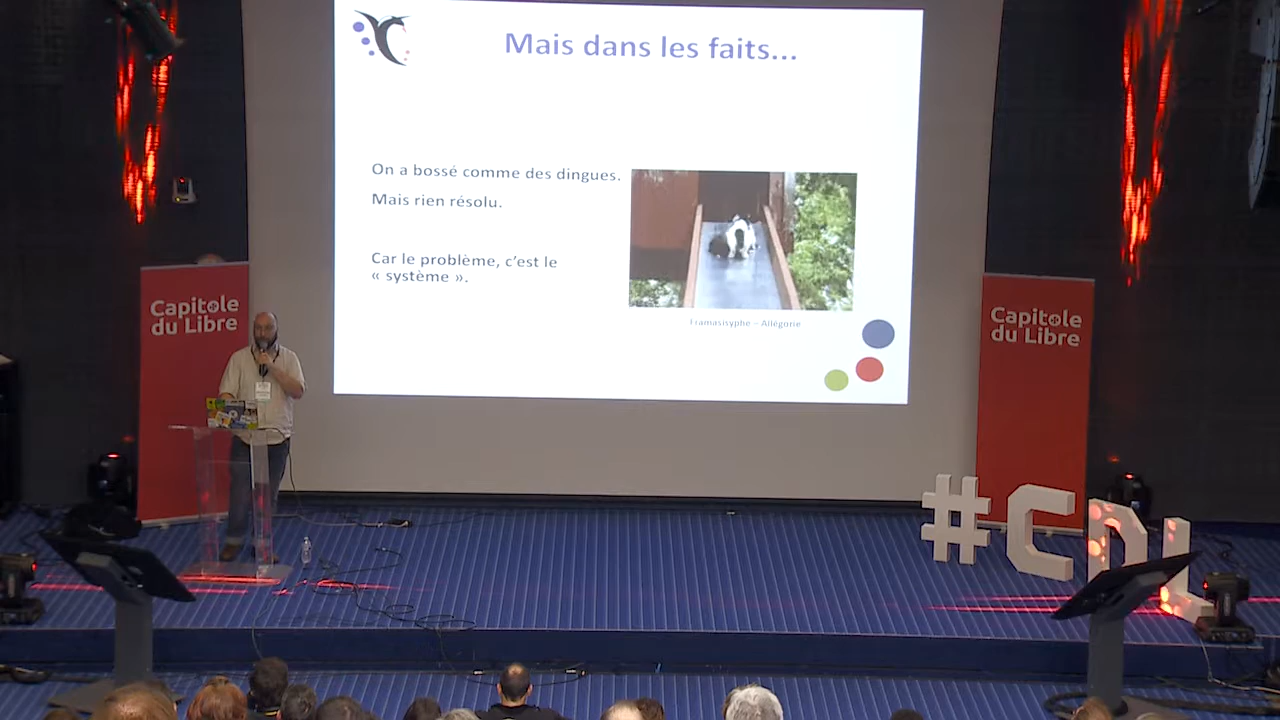 Mais dans les faits...
On a bossé comme des dingues.
Mais rien résolu.
Car le problème, c'est le
« système ».
Framasisyphe – Allégorie
Capitole
du Libre
Capitole
du Libre
#CDL